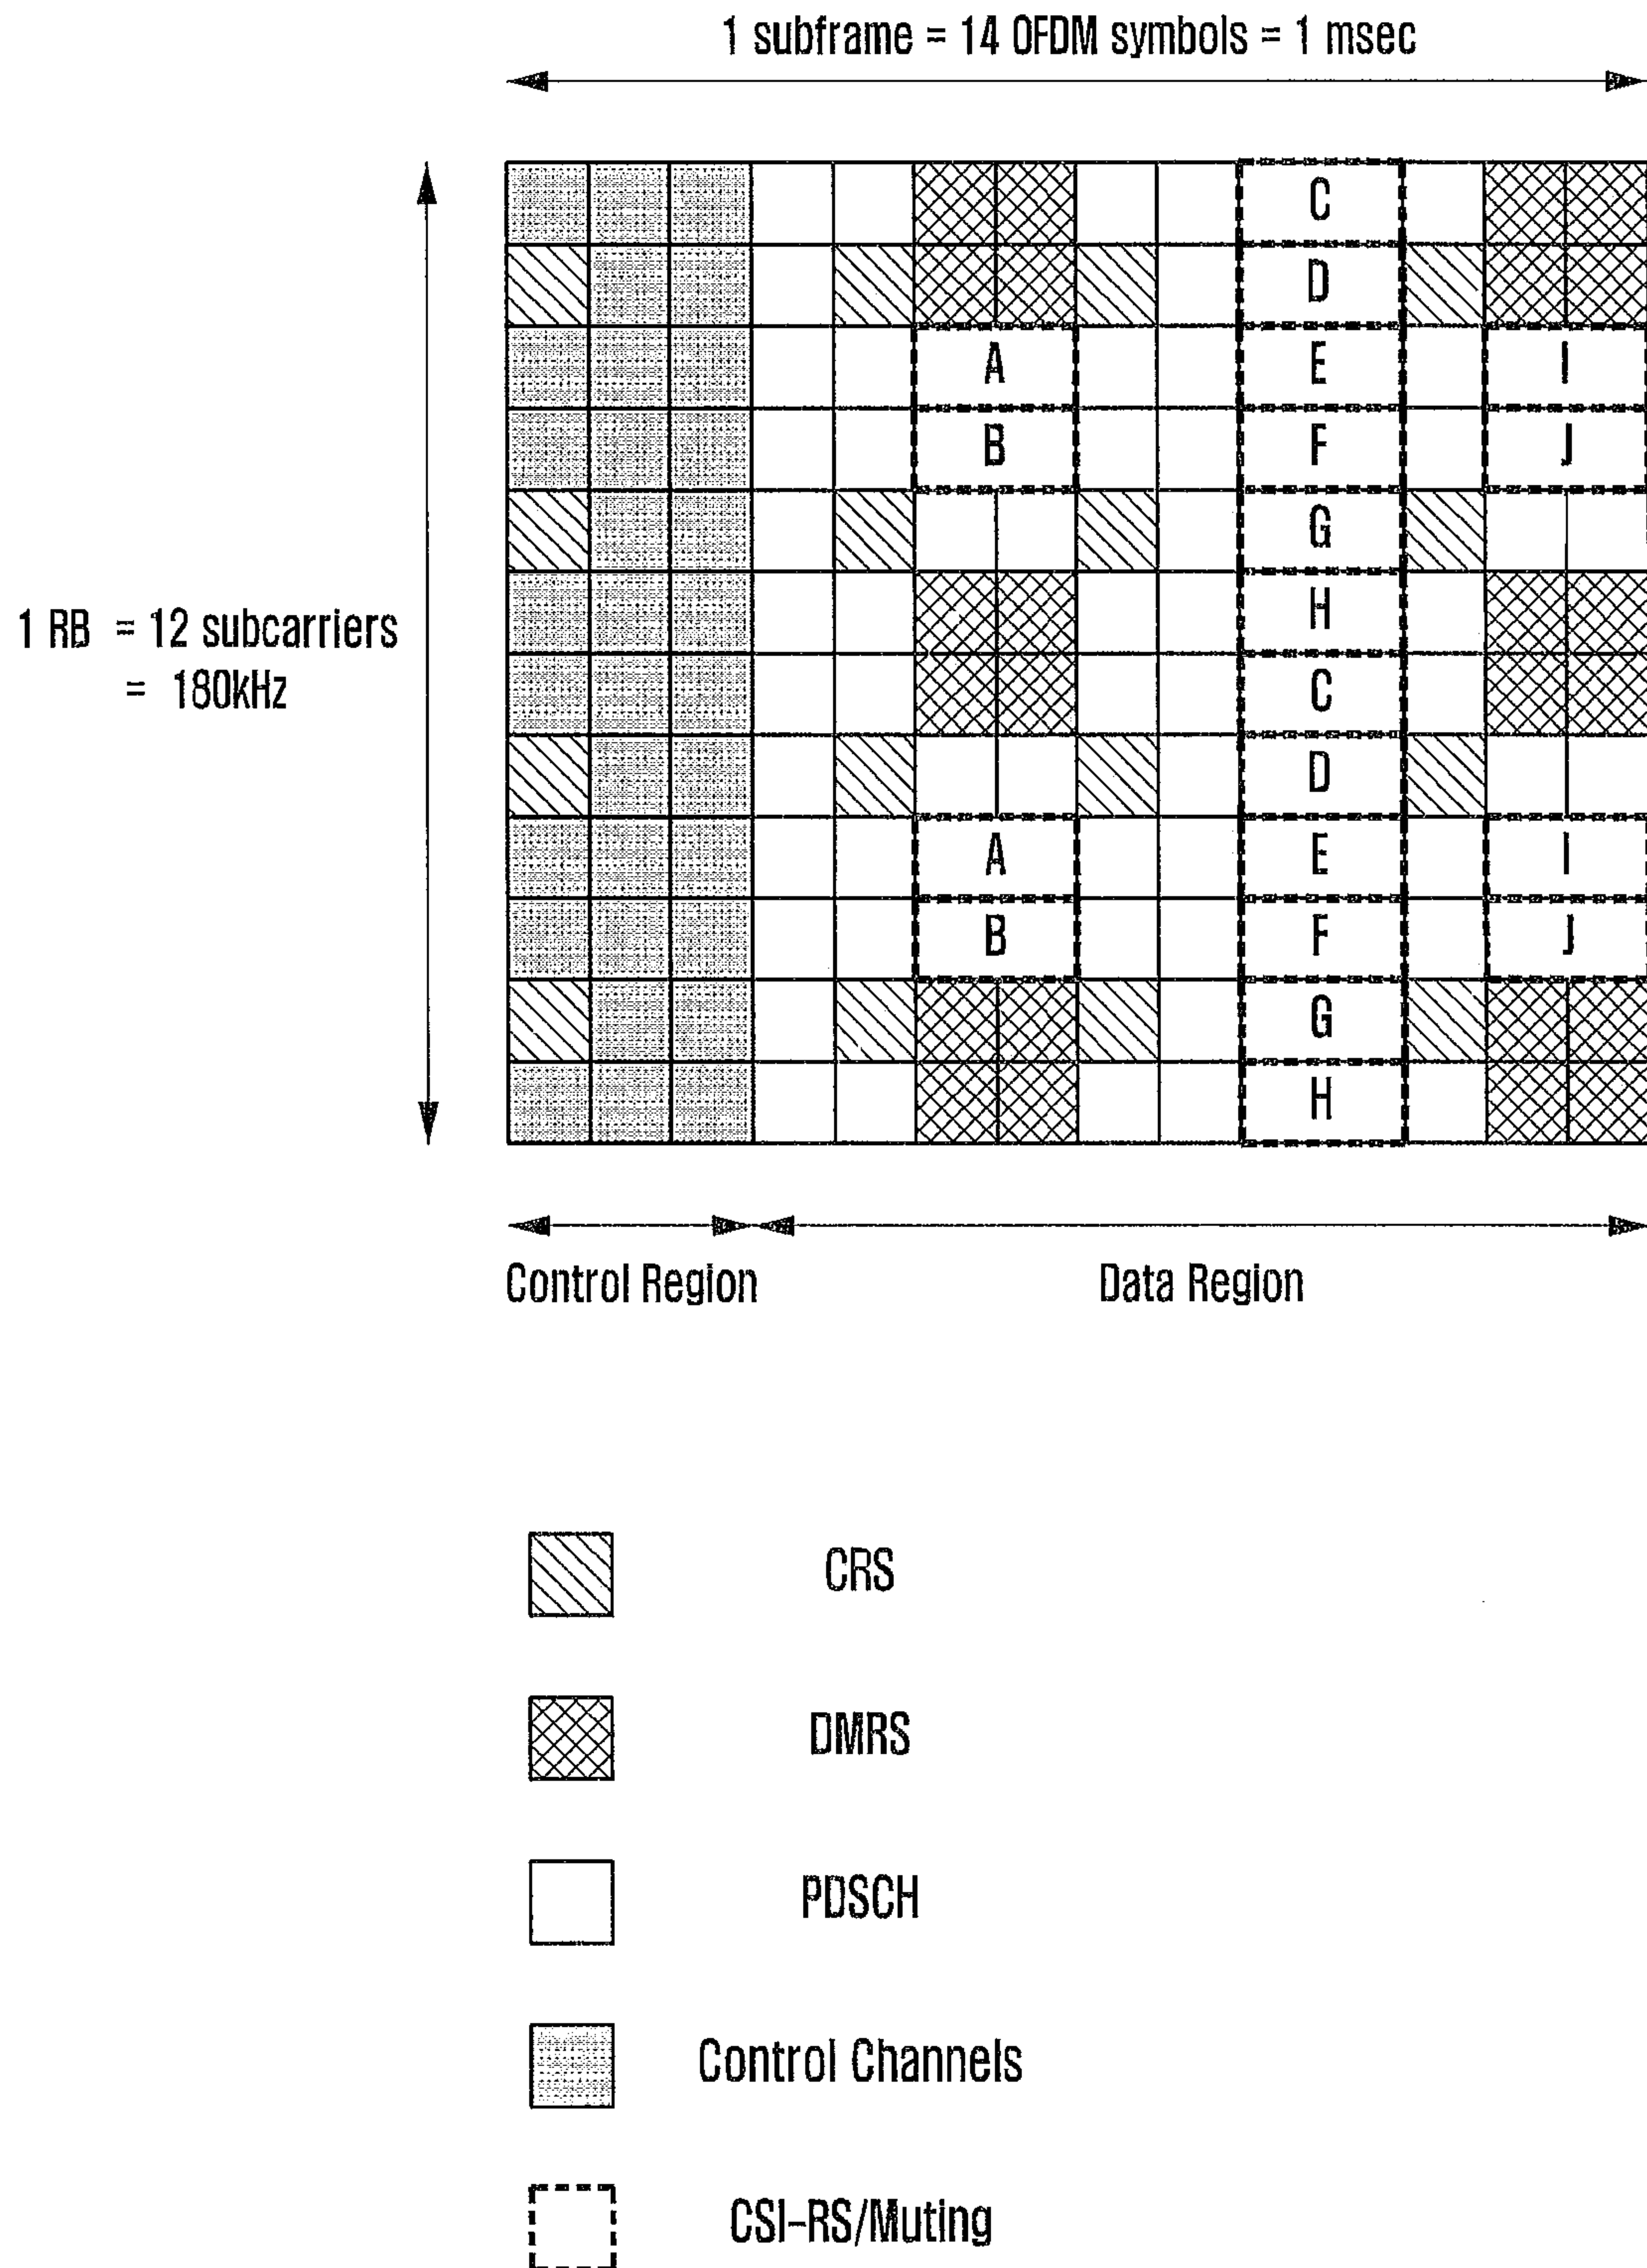 1 subframe = 14 OFDM symbols = 1 msec
C
D
A E I
B F J
G
H
C
D
A E I
B F J
G
H
1 RB = 12 subcarriers
= 180kHz
Control Region Data Region
CRS
DMRS
PDSCH
Control Channels
CSI-RS/Muting